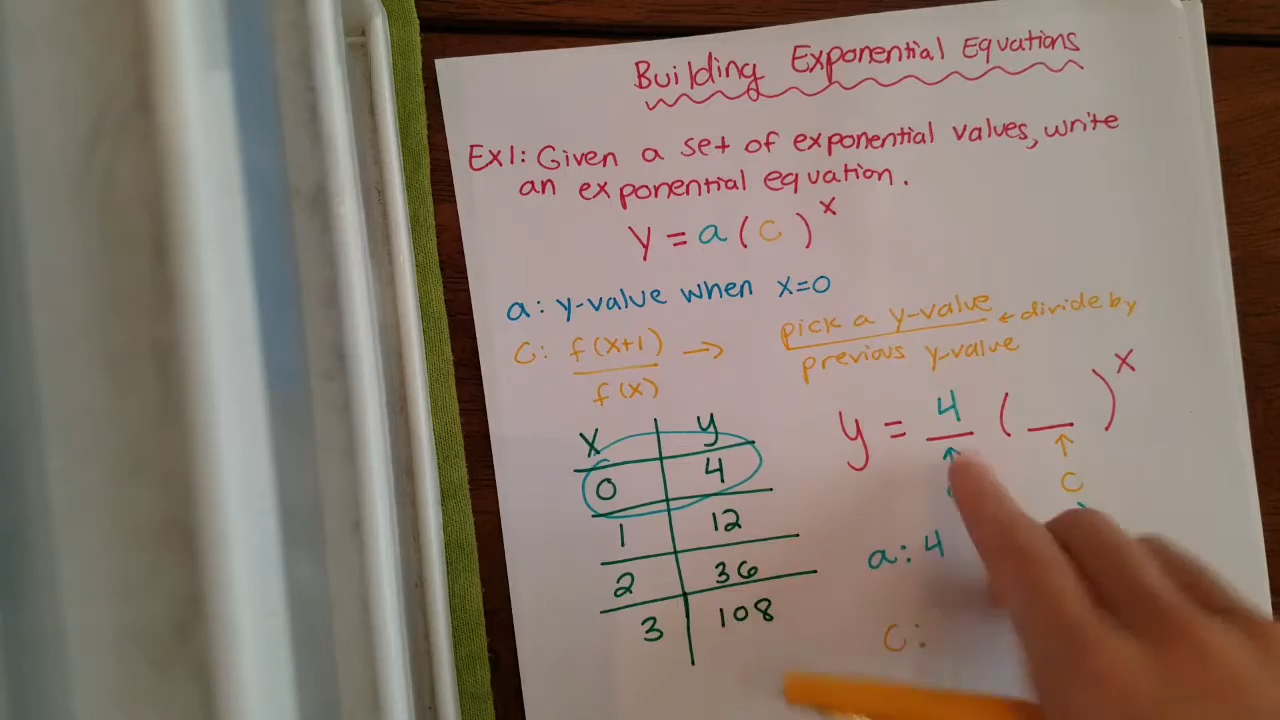 Building Exponential Equations
Ex1: Given a set of exponential values, write
an exponential equation.
y = a ( c )^x
a: y-value when x=0
C: f(x+1) / f(x) → pick a y-value / previous y-value ← divide by
x y
0 4
1 12
2 36
3 108
y = 4 ( __ )^x
↑ ↑
C
a: 4
C: